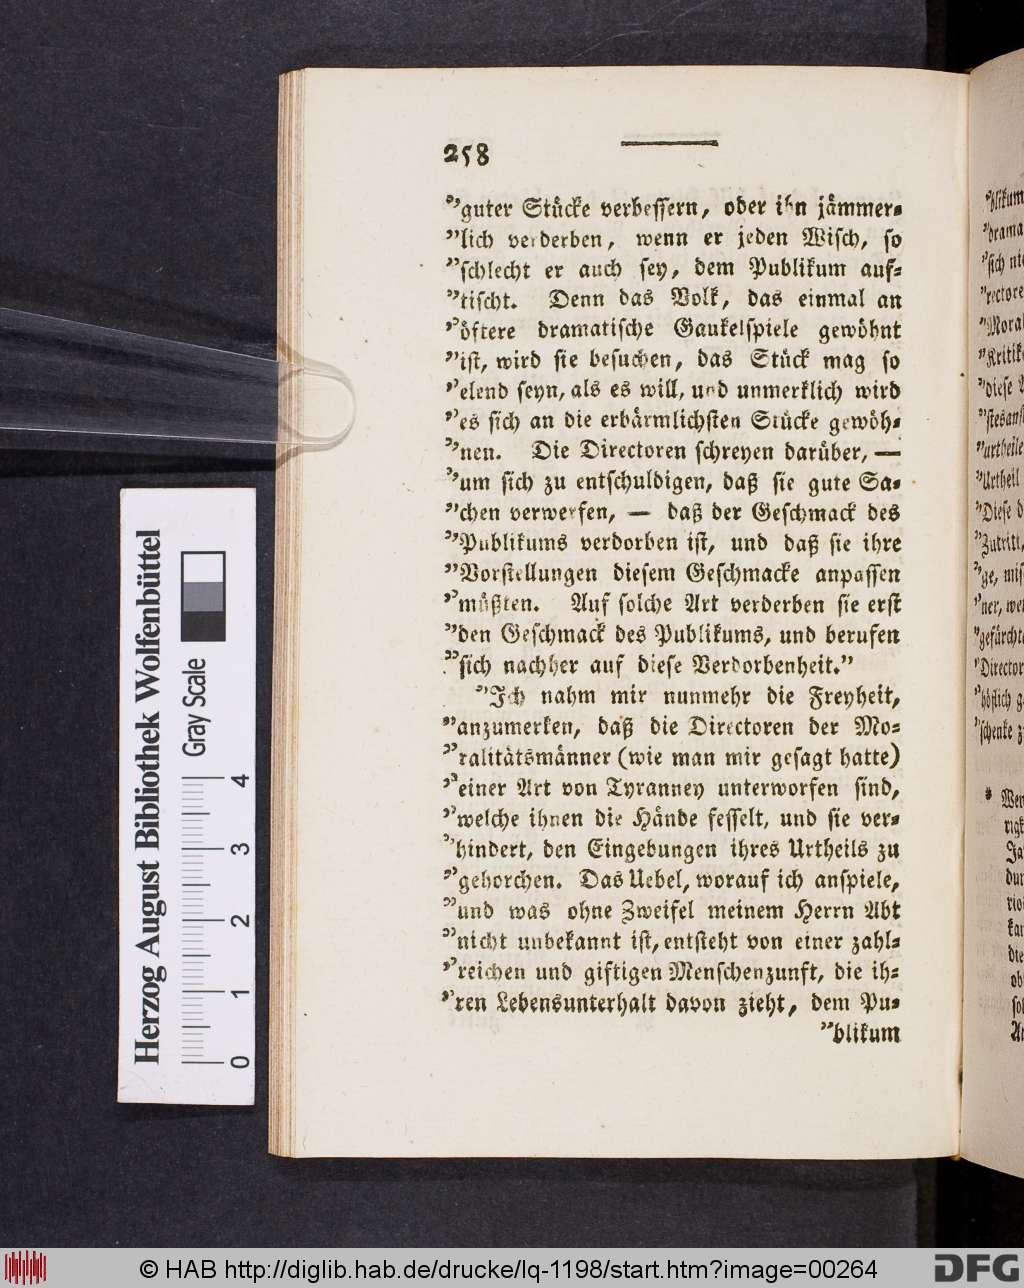 258
”guter Stücke verbessern, oder ihn jämmer-
”lich verderben, wenn er jeden Wisch, so
”schlecht er auch sey, dem Publikum auf-
”tischt. Denn das Volk, das einmal an
”öftere dramatische Gaukelspiele gewöhnt
”ist, wird sie besuchen, das Stück mag so
”elend seyn, als es will, und unmerklich wird
”es sich an die erbärmlichsten Stücke gewöh-
”nen. Die Directoren schreyen darüber, —
”um sich zu entschuldigen, daß sie gute Sa-
”chen verwerfen, — daß der Geschmack des
”Publikums verdorben ist, und daß sie ihre
”Vorstellungen diesem Geschmacke anpassen
”müßten. Auf solche Art verderben sie erst
”den Geschmack des Publikums, und berufen
”sich nachher auf diese Verdorbenheit.”
”Ich nahm mir nunmehr die Freyheit,
”anzumerken, daß die Directoren der Mo-
”ralitätsmänner (wie man mir gesagt hatte)
”einer Art von Tyranney unterworfen sind,
”welche ihnen die Hände fesselt, und sie ver-
”hindert, den Eingebungen ihres Urtheils zu
”gehorchen. Das Uebel, worauf ich anspiele,
”und was ohne Zweifel meinem Herrn Abt
”nicht unbekannt ist, entsteht von einer zahl-
”reichen und giftigen Menschenzunft, die ih-
”ren Lebensunterhalt davon zieht, dem Pu-
”blikum
Herzog August Bibliothek Wolfenbüttel
Gray Scale
0 1 2 3 4
© HAB http://diglib.hab.de/drucke/lq-1198/start.htm?image=00264
DFG